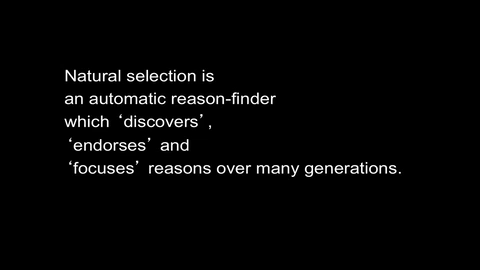 Natural selection is
an automatic reason-finder
which ‘discovers’,
‘endorses’ and
‘focuses’ reasons over many generations.